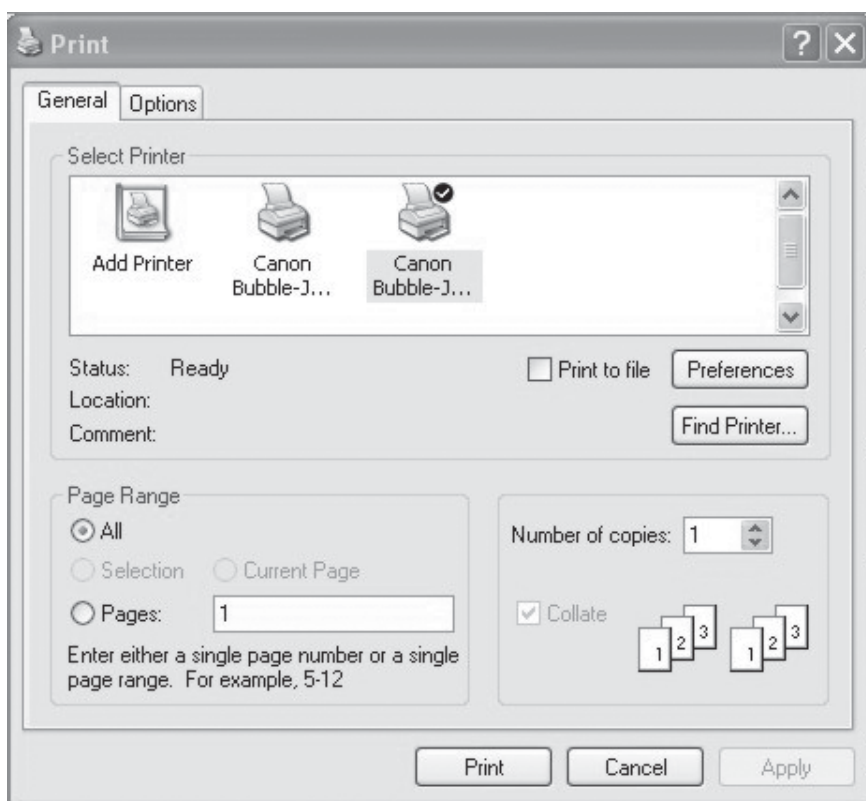 Print
General Options
Select Printer
Add Printer
Canon
Bubble-J...
Canon
Bubble-J...
Status: Ready
Location:
Comment:
Print to file
Preferences
Find Printer...
Page Range
All
Selection Current Page
Pages: 1
Enter either a single page number or a single
page range. For example, 5-12
Number of copies: 1
Collate
1 2 3 1 2 3
Print Cancel Apply